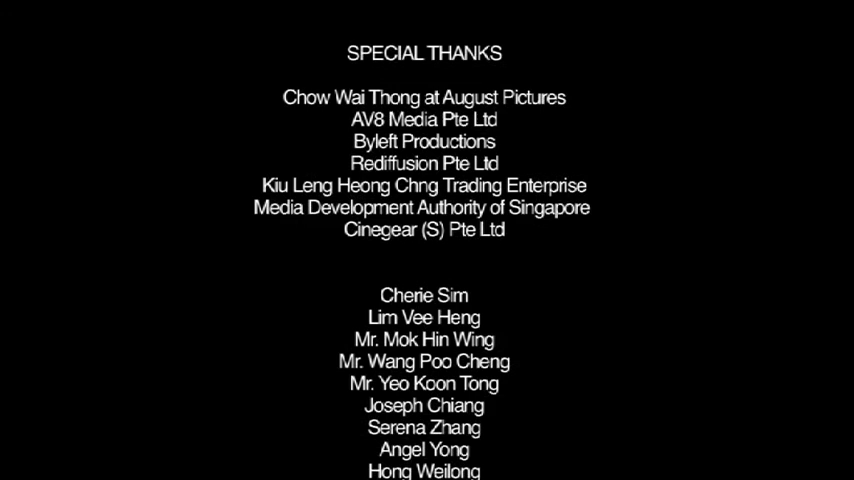 SPECIAL THANKS
Chow Wai Thong at August Pictures
AV8 Media Pte Ltd
Byleft Productions
Rediffusion Pte Ltd
Kiu Leng Heong Chng Trading Enterprise
Media Development Authority of Singapore
Cinegear (S) Pte Ltd
Cherie Sim
Lim Vee Heng
Mr. Mok Hin Wing
Mr. Wang Poo Cheng
Mr. Yeo Koon Tong
Joseph Chiang
Serena Zhang
Angel Yong
Hong Weilong